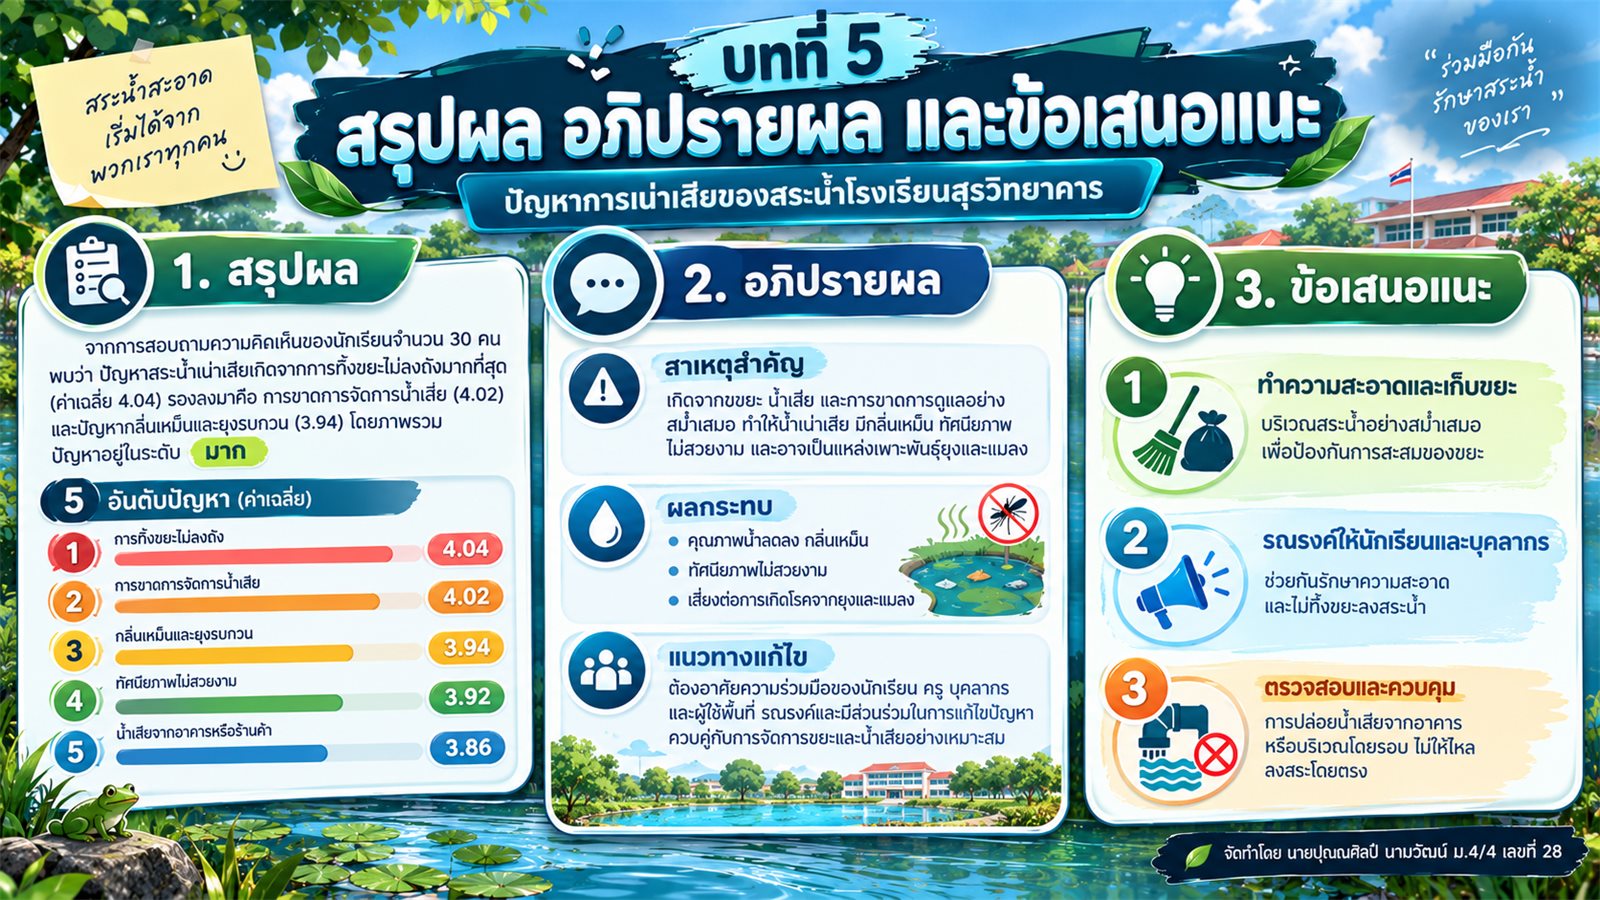 สระน้ำสะอาด
เริ่มได้จาก
พวกเราทุกคน
บทที่ 5
สรุปผล อภิปรายผล และข้อเสนอแนะ
ปัญหาการเน่าเสียของสระน้ำโรงเรียนสุรวิทยาคาร
“ร่วมมือกัน
รักษาสระน้ำ
ของเรา”
1. สรุปผล
จากการสอบถามความคิดเห็นของนักเรียนจำนวน 30 คน
พบว่า ปัญหาสระน้ำเน่าเสียเกิดจากการทิ้งขยะไม่ลงถังมากที่สุด
(ค่าเฉลี่ย 4.04) รองลงมาคือ การขาดการจัดการน้ำเสี่ย (4.02)
และปัญหากลิ่นเหม็นและยุงรบกวน (3.94) โดยภาพรวม
ปัญหาอยู่ในระดับ มาก
5 อันดับปัญหา (ค่าเฉลี่ย)
1 การทิ้งขยะไม่ลงถัง 4.04
2 การขาดการจัดการน้ำเสีย 4.02
3 กลิ่นเหม็นและยุงรบกวน 3.94
4 ทัศนียภาพไม่สวยงาม 3.92
5 น้ำเสียจากอาคารหรือร้านค้า 3.86
2. อภิปรายผล
สาเหตุสำคัญ
เกิดจากขขยะ น้ำเสีย และการขาดการดูแลอย่าง
สม่ำเสมอ ทำให้น้ำเน่าเสีย มีกลิ่นเหม็น ทัศนียภาพ
ไม่สวยงาม และอาจเป็นแหล่งเพาะพันธุ์ยุงและแมลง
ผลกระทบ
• คุณภาพน้ำลดลง กลิ่นเหม็น
• ทัศนียภาพไม่สวยงาม
• เสี่ยงต่อการเกิดโรคจากยุงและแมลง
แนวทางแก้ไข
ต้องอาศัยความร่วมมือของนักเรียน ครู บุคลากร
และผู้ใช้พื้นที่ รณรงค์และมีส่วนร่วมในการแก้ไขปัญหา
ควบคู่กับการจัดการขยะและน้ำเสียอย่างเหมาะสม
3. ข้อเสนอแนะ
1 ทำความสะอาดและเก็บขยะ
บริเวณสระน้ำอย่างสม่ำเสมอ
เพื่อป้องกันการสะสมของขยะ
2 รณรงค์ให้นักเรียนและบุคลากร
ช่วยกันรักษาความสะอาด
และไม่ทิ้งขยะลงสระน้ำ
3 ตรวจสอบและควบคุม
การปล่อยน้ำเสียจากอาคาร
หรือบริเวณโดยรอบ ไม่ให้ไหล
ลงสระโดยตรง
จัดทำโดย นายปุณณศิลป์ นามวัฒน์ ม.4/4 เลขที่ 28